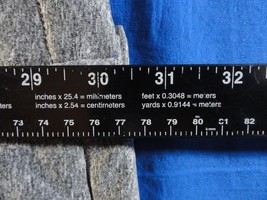 29 30 31 32
inches x 25.4 = millimeters feet x 0.3048 = meters
meters inches x 2.54 = centimeters yards x 0.9144 = meters
73 74 75 76 77 78 79 80 81 82